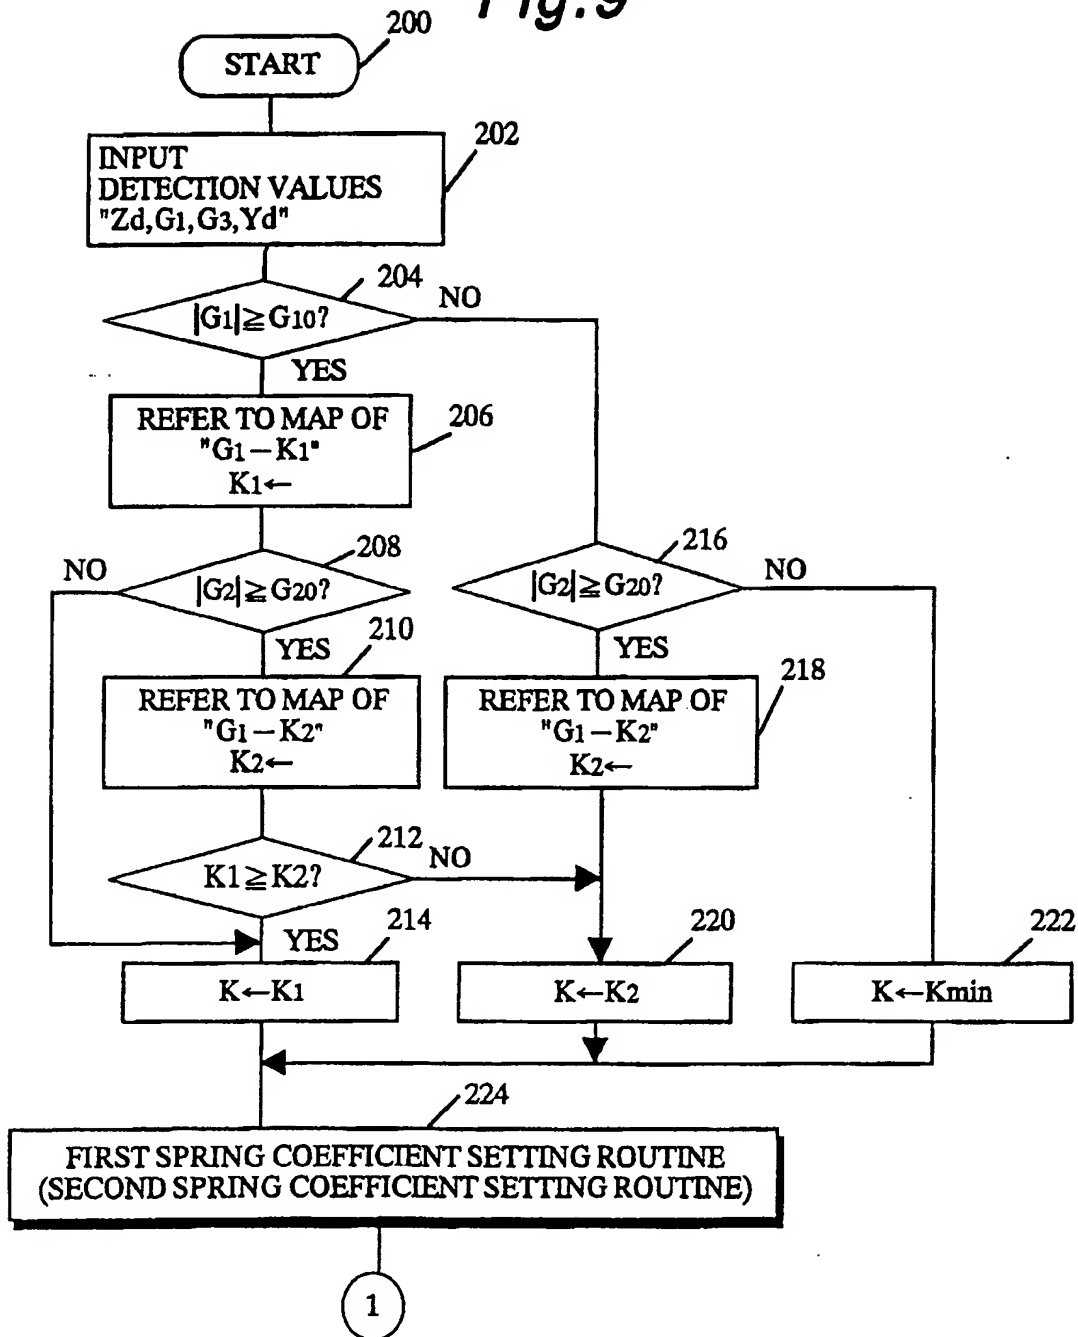 Fig.9
200
START
202
INPUT
DETECTION VALUES
"Zd,G1,G3,Yd"
204
NO
|G1|≧G10?
YES
REFER TO MAP OF
"G1−K1"
K1←
206
208
NO
|G2|≧G20?
YES
216
|G2|≧G20?
NO
YES
210
REFER TO MAP OF
"G1−K2"
K2←
218
REFER TO MAP OF
"G1−K2"
K2←
212
K1≧K2?
NO
YES
214
K←K1
220
K←K2
222
K←Kmin
224
FIRST SPRING COEFFICIENT SETTING ROUTINE
(SECOND SPRING COEFFICIENT SETTING ROUTINE)
1